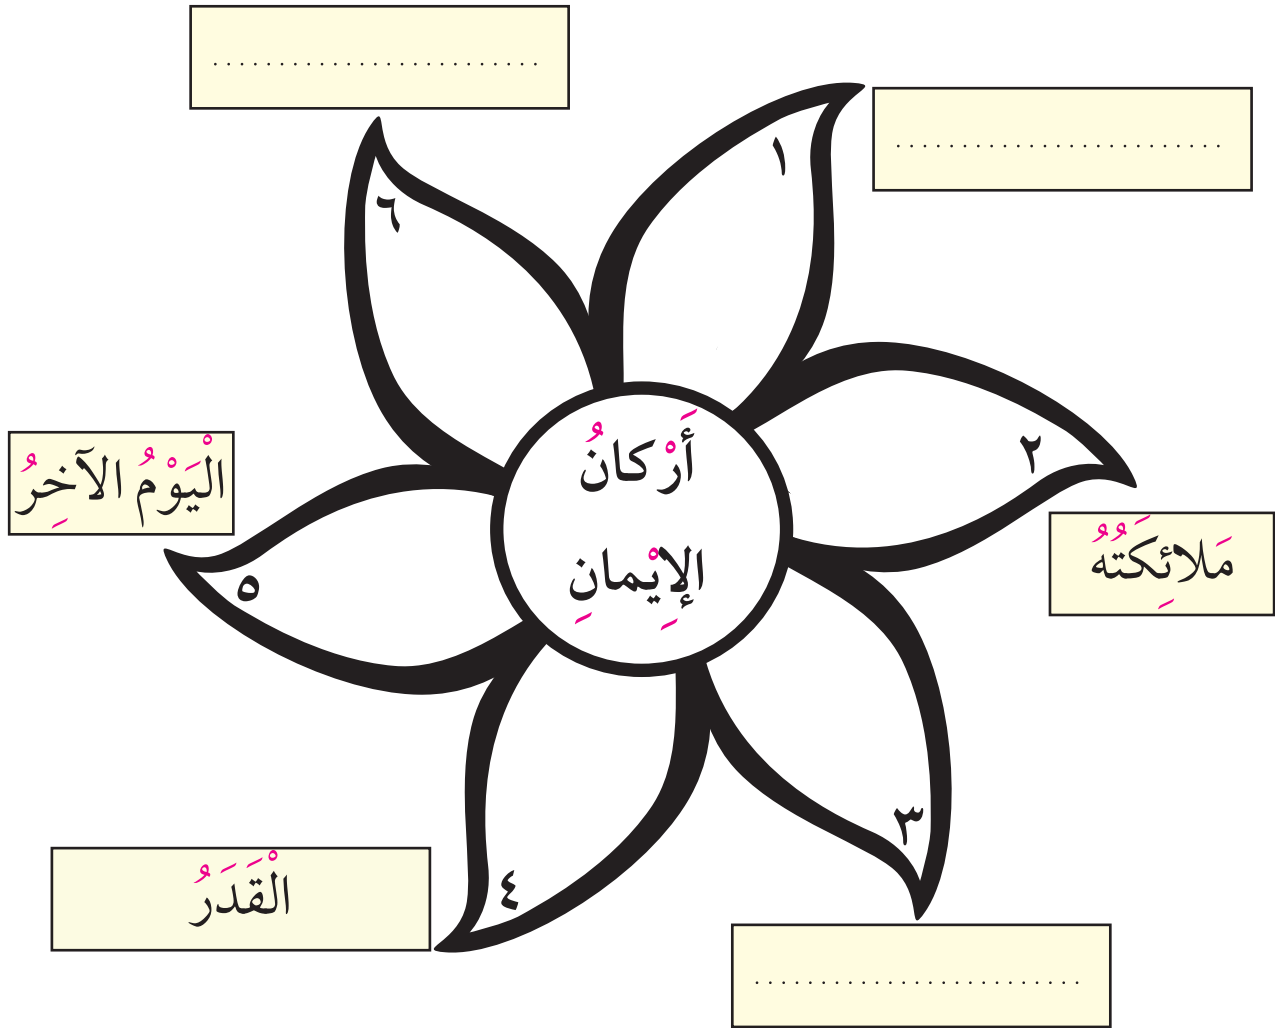 أَرْكانُ
الإِيْمانِ
١
.........................
٢
مَلائِكَتُهُ
٣
.........................
٤
الْقَدَرُ
٥
الْيَوْمُ الآخِرُ
٦
.........................